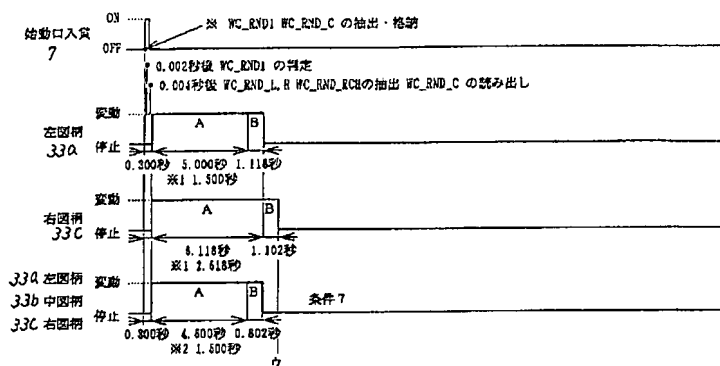 ON
※ WC_RND1 WC_RND_C の抽出・格納
始動口入賞
7
OFF
0.002秒後 WC_RND1 の判定
0.004秒後 WC_RND_L,R WC_RND_RCHの抽出 WC_RND_C の読み出し
変動
A B
左図柄
33a
停止
0.300秒 5.000秒 1.118秒
※1 1.500秒
変動
A B
右図柄
33C
停止
6.118秒 1.102秒
※1 2.618秒
33a 左図柄 変動
A B
33b 中図柄
条件7
33C 右図柄 停止
0.300秒 4.600秒 0.802秒
※2 1.500秒
ウ